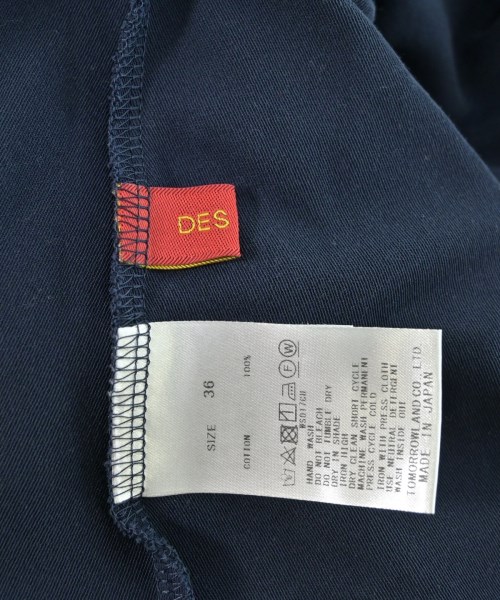 DES
SIZE 36
COTTON 100%
WSD17GH
HAND WASH
DO NOT BLEACH
DO NOT TUMBLE DRY
DRY IN SHADE
IRON HIGH
DRY CLEAN SHORT CYCLE
MACHINE WASH PERMANENT
PRESS CYCLE COLD
IRON WITH PRESS CLOTH
USE NEUTRAL DETERGENT
WASH INSIDE OUT
TOMORROWLAND CO., LTD.
MADE IN JAPAN